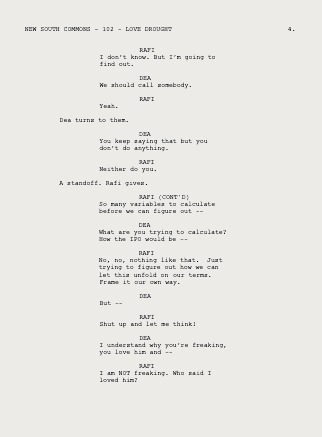 NEW SOUTH COMMONS - 102 - LOVE DROUGHT 4.
RAFI
I don't know. But I'm going to
find out.
DEA
We should call somebody.
RAFI
Yeah.
Dea turns to them.
DEA
You keep saying that but you
don't do anything.
RAFI
Neither do you.
A standoff. Rafi gives.
RAFI (CONT'D)
So many variables to calculate
before we can figure out --
DEA
What are you trying to calculate?
How the IPO would be --
RAFI
No, no, nothing like that. Just
trying to figure out how we can
let this unfold on our terms.
Frame it our own way.
DEA
But --
RAFI
Shut up and let me think!
DEA
I understand why you're freaking,
you love him and --
RAFI
I am NOT freaking. Who said I
loved him?